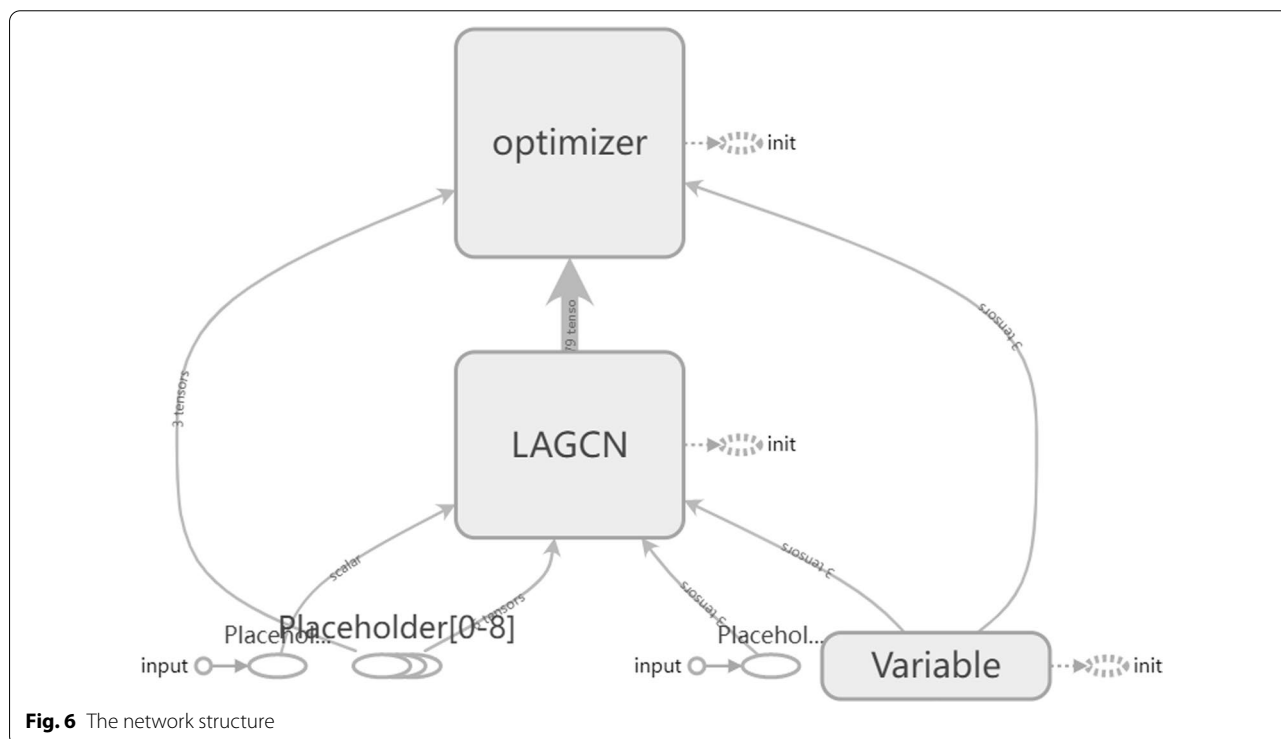 optimizer
init
3 tensors
3 tensors
LAGCN
init
scalar
tensors
3 tensors
3 tensors
Placehol...
Placeholder[0-8]
Placehol...
input
input
Variable
init
Fig. 6 The network structure